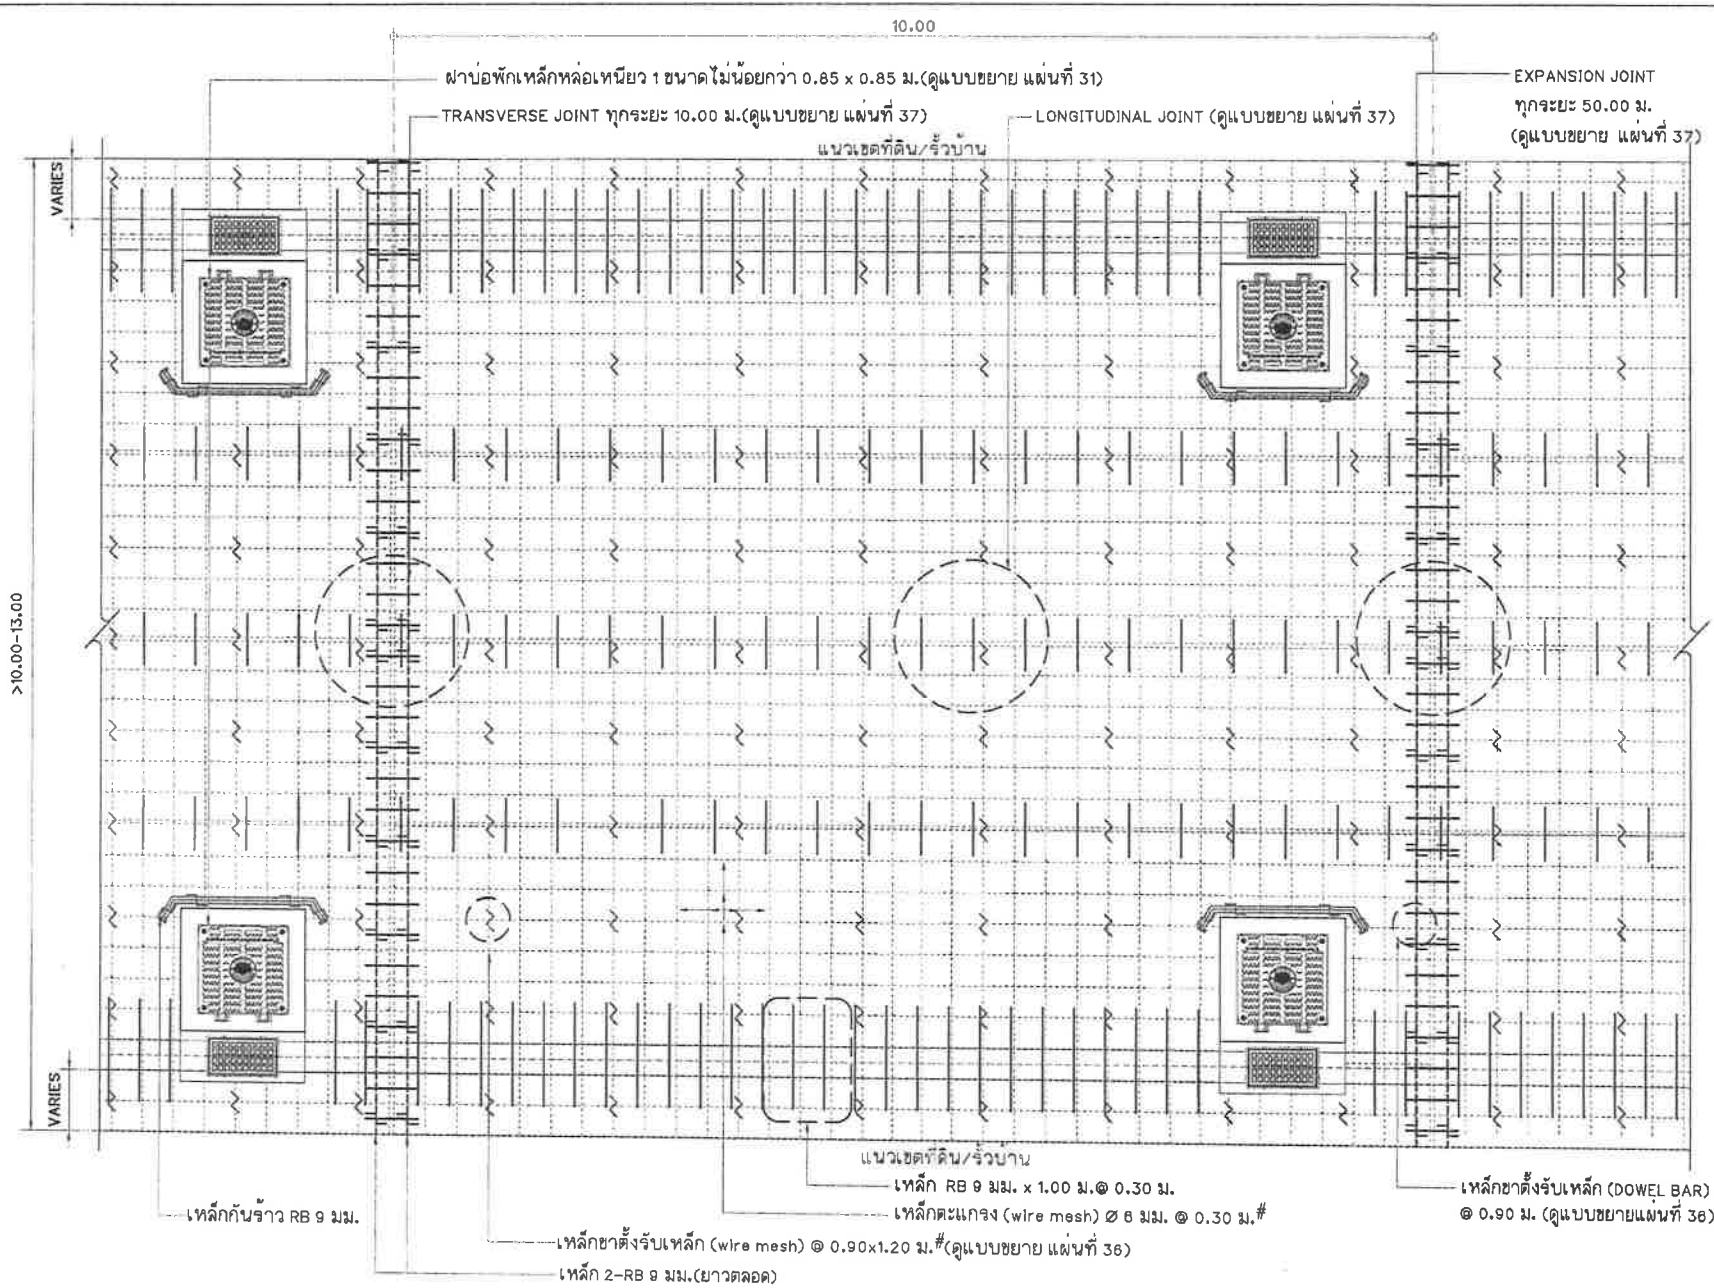 10.00
ฝาบ่อพักเหล็กหล่อเหนียว 1 ขนาดไม่น้อยกว่า 0.85 x 0.85 ม.(ดูแบบขยาย แผ่นที่ 31)
EXPANSION JOINT
ทุกระยะ 50.00 ม.
(ดูแบบขยาย แผ่นที่ 37)
TRANSVERSE JOINT ทุกระยะ 10.00 ม.(ดูแบบขยาย แผ่นที่ 37)
LONGITUDINAL JOINT (ดูแบบขยาย แผ่นที่ 37)
แนวเขตที่ดิน/รั้วบ้าน
VARIES
>10.00-13.00
VARIES
แนวเขตที่ดิน/รั้วบ้าน
เหล็ก RB 9 มม. x 1.00 ม.@ 0.30 ม.
เหล็กตะแกรง (wire mesh) Ø 6 มม. @ 0.30 ม.#
เหล็กขาตั้งรับเหล็ก (DOWEL BAR)
@ 0.90 ม. (ดูแบบขยายแผ่นที่ 36)
เหล็กกันร้าว RB 9 มม.
เหล็กขาตั้งรับเหล็ก (wire mesh) @ 0.90x1.20 ม.#(ดูแบบขยาย แผ่นที่ 36)
เหล็ก 2-RB 9 มม.(ยาวตลอด)